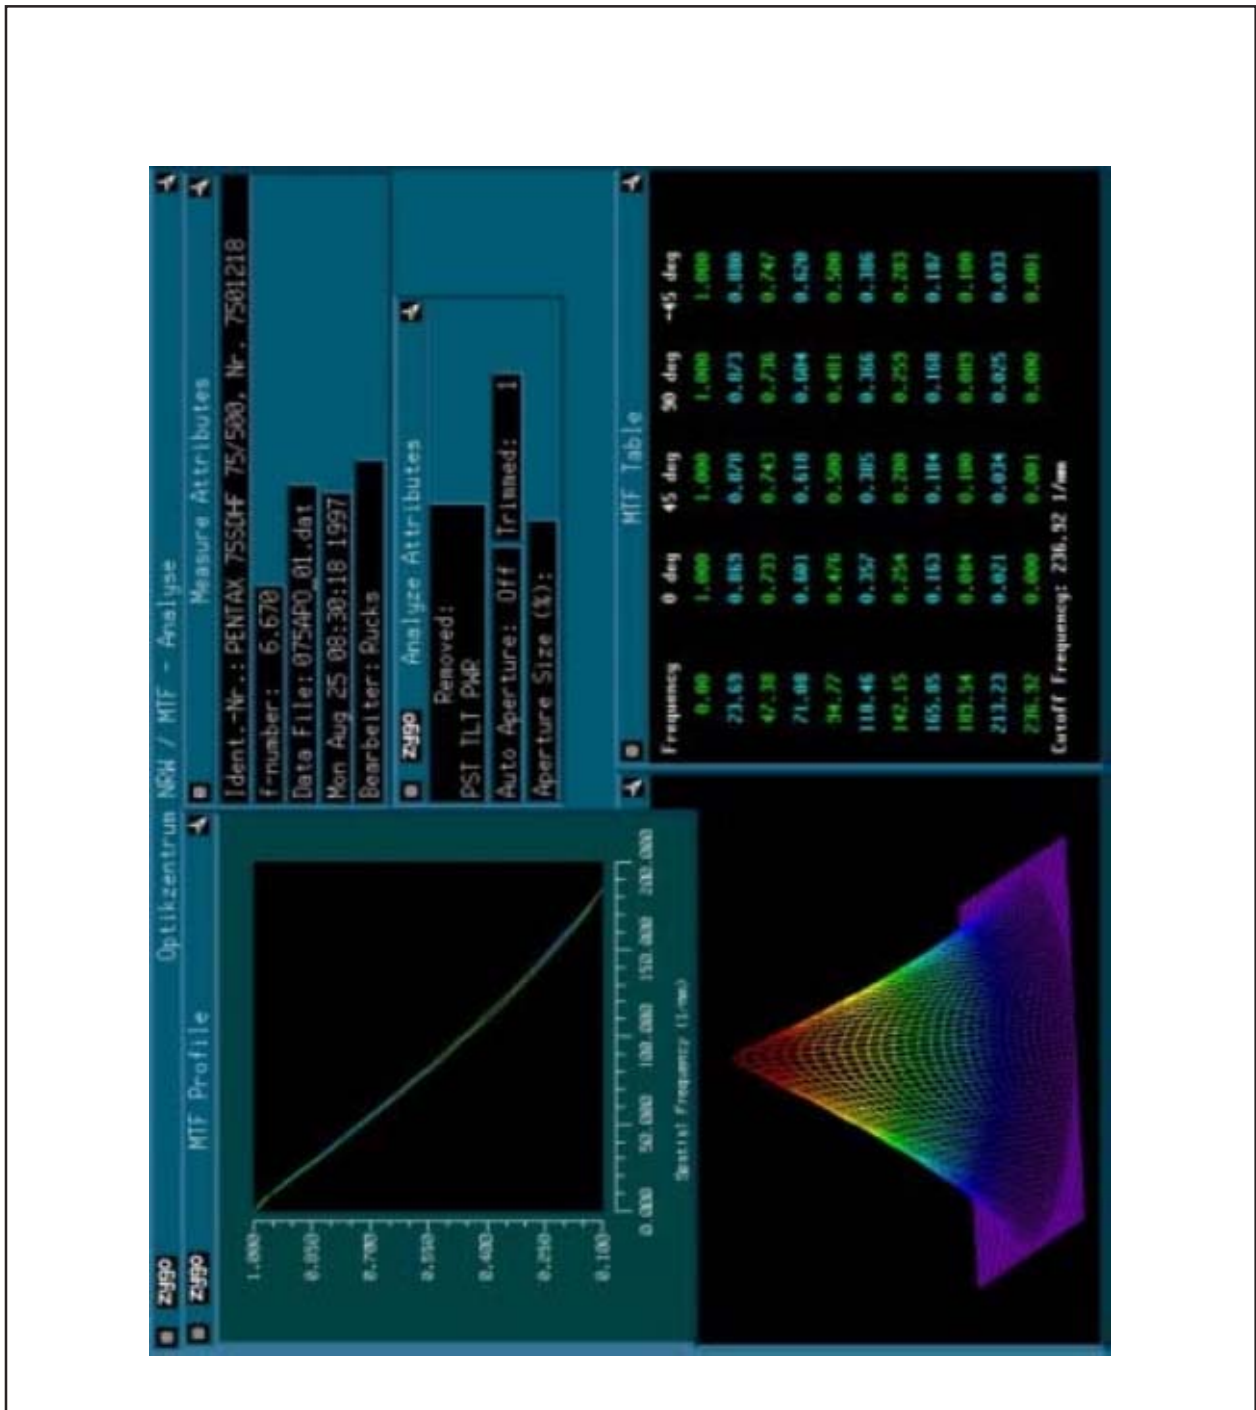 zygo Optikzentrum NRW / MTF - Analyse
zygo MTF Profile
1.000
0.850
0.700
0.550
0.400
0.250
0.100
0.000 50.000 100.000 150.000 200.000
Spatial Frequency (1/mm)
Measure Attributes
Ident.-Nr.: PENTAX 75SDHF 75/500, Nr. 7501218
f-number: 6.670
Data File: 075APO_01.dat
Mon Aug 25 08:30:18 1997
Bearbeiter: Rucks
zygo Analyze Attributes
Removed:
PST TLT PWR
Auto Aperture: Off Trimmed: 1
Aperture Size (%):
MTF Table
Frequency 0 deg 45 deg 90 deg -45 deg
0.00 1.000 1.000 1.000 1.000
23.69 0.869 0.878 0.873 0.880
47.38 0.733 0.743 0.736 0.747
71.08 0.601 0.618 0.604 0.620
94.77 0.476 0.500 0.481 0.500
118.46 0.357 0.385 0.366 0.386
142.15 0.254 0.280 0.259 0.283
165.85 0.163 0.184 0.168 0.187
189.54 0.084 0.100 0.089 0.100
213.23 0.021 0.034 0.025 0.033
236.92 0.000 0.001 0.000 0.001
Cutoff Frequency: 236.92 1/mm